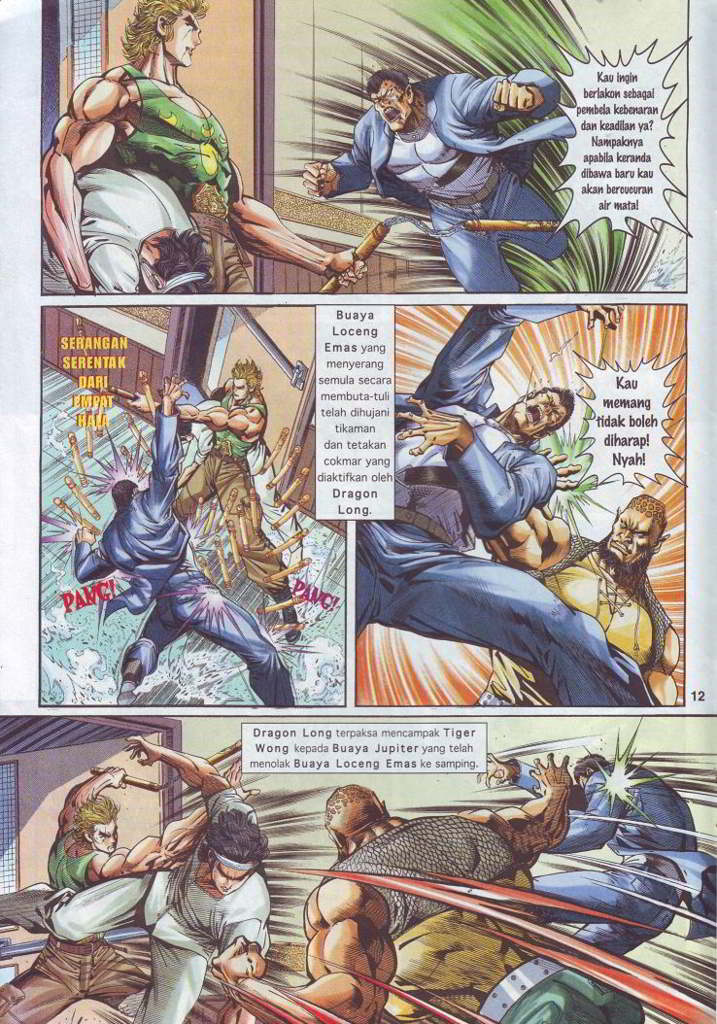 Kau ingin
berlakon sebagai
pembela kebenaran
dan keadilan ya?
Nampaknya
apabila keranda
dibawa baru kau
akan bercucuran
air mata!
SERANGAN
SERENTAK
DARI
EMPAT
HALA
PANG!
PANG!
Buaya
Loceng
Emas yang
menyerang
semula secara
membuta-tuli
telah dihujani
tikaman
dan tetakan
cokmar yang
diaktifkan oleh
Dragon
Long.
Kau
memang
tidak boleh
diharap!
Nyah!
12
Dragon Long terpaksa mencampak Tiger
Wong kepada Buaya Jupiter yang telah
menolak Buaya Loceng Emas ke samping.